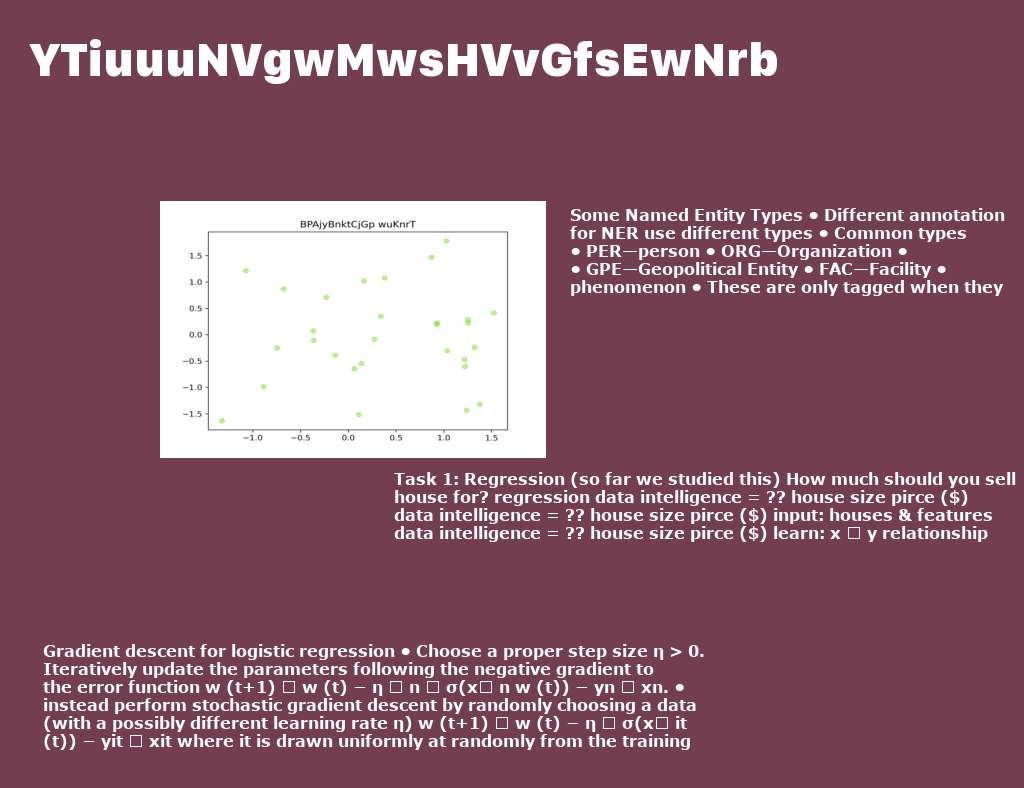 YTiuuuNVgwMwsHVvGfsEwNrb
BPAjyBnktCjGp wuKnrT
1.5
1.0
0.5
0.0
−0.5
−1.0
−1.5
−1.0 −0.5 0.0 0.5 1.0 1.5
Some Named Entity Types • Different annotation
for NER use different types • Common types
• PER—person • ORG—Organization •
• GPE—Geopolitical Entity • FAC—Facility •
phenomenon • These are only tagged when they
Task 1: Regression (so far we studied this) How much should you sell
house for? regression data intelligence = ?? house size pirce ($)
data intelligence = ?? house size pirce ($) input: houses & features
data intelligence = ?? house size pirce ($) learn: x □ y relationship
Gradient descent for logistic regression • Choose a proper step size η > 0.
Iteratively update the parameters following the negative gradient to
the error function w (t+1) □ w (t) − η □ n □ σ(x□ n w (t)) − yn □ xn. •
instead perform stochastic gradient descent by randomly choosing a data
(with a possibly different learning rate η) w (t+1) □ w (t) − η □ σ(x□ it
(t)) − yit □ xit where it is drawn uniformly at randomly from the training